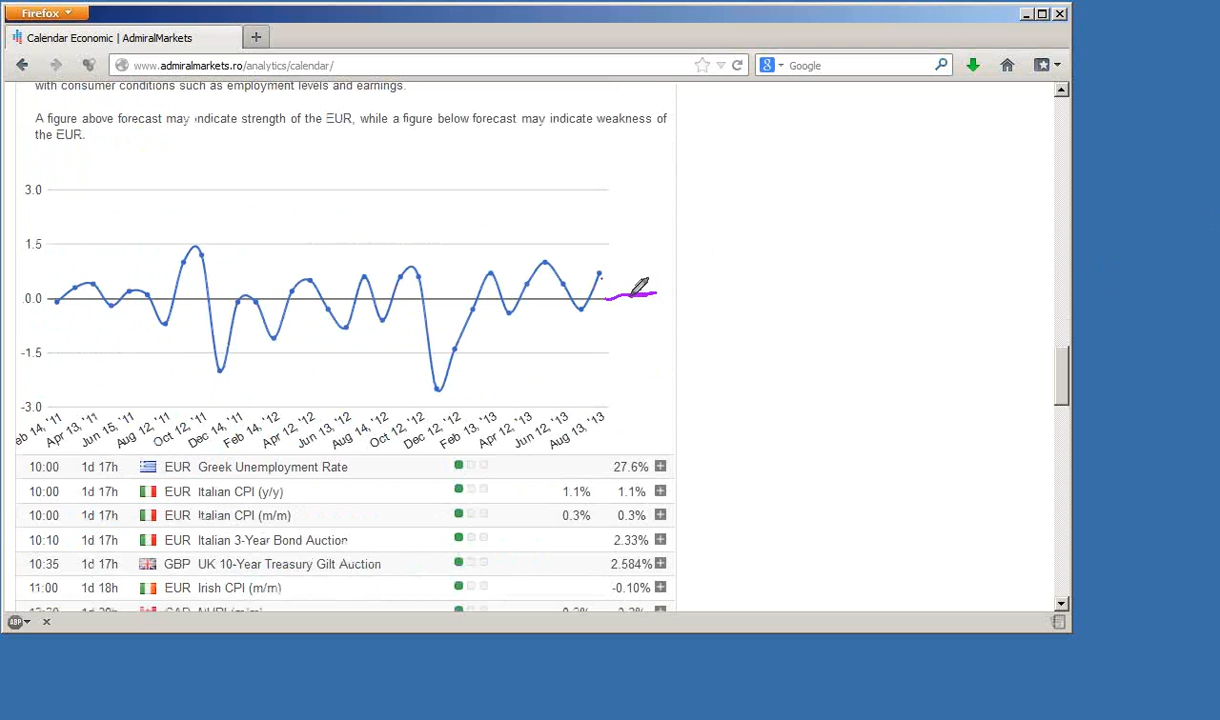 Firefox
Calendar Economic | AdmiralMarkets
www.admiralmarkets.ro/analytics/calendar/
Google
with consumer conditions such as employment levels and earnings.
A figure above forecast may indicate strength of the EUR, while a figure below forecast may indicate weakness of
the EUR.
3.0
1.5
0.0
-1.5
-3.0
eb 14, '11 Apr 13, '11 Jun 15, '11 Aug 12, '11 Oct 12, '11 Dec 14, '11 Feb 14, '12 Apr 12, '12 Jun 13, '12 Aug 14, '12 Oct 12, '12 Dec 12, '12 Feb 13, '13 Apr 12, '13 Jun 12, '13 Aug 13, '13
10:00 1d 17h EUR Greek Unemployment Rate 27.6%
10:00 1d 17h EUR Italian CPI (y/y) 1.1% 1.1%
10:00 1d 17h EUR Italian CPI (m/m) 0.3% 0.3%
10:10 1d 17h EUR Italian 3-Year Bond Auction 2.33%
10:35 1d 17h GBP UK 10-Year Treasury Gilt Auction 2.584%
11:00 1d 18h EUR Irish CPI (m/m) -0.10%
ABP